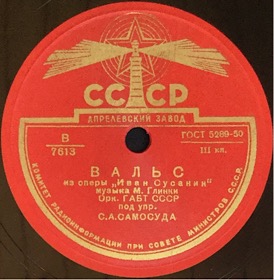 СССР
АПРЕЛЕВСКИЙ ЗАВОД
В
7613
ГОСТ 5289-50
III кл.
ВАЛЬС
из оперы „Иван Сусанин"
музыка М. Глинки
Орк. ГАБТ СССР
под упр.
С.А.САМОСУДА
КОМИТЕТ РАДИОИНФОРМАЦИИ ПРИ СОВЕТЕ МИНИСТРОВ СССР